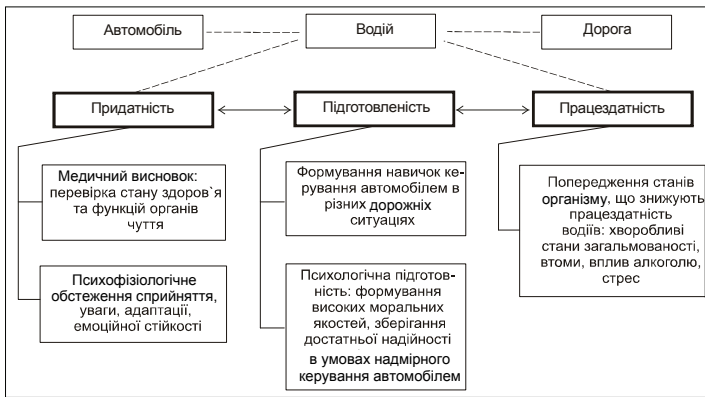 Автомобіль
Водій
Дорога
Придатність
Підготовленість
Працездатність
Медичний висновок:
перевірка стану здоров`я
та функцій органів
чуття
Психофізіологічне
обстеження сприйняття,
уваги, адаптації,
емоційної стійкості
Формування навичок ке-
рування автомобілем в
різних дорожніх
ситуаціях
Психологічна підготов-
ність: формування
високих моральних
якостей, зберігання
достатньої надійності
в умовах надмірного
керування автомобілем
Попередження станів
організму, що знижують
працездатність
водіїв: хворобливі
стани загальмованості,
втоми, вплив алкоголю,
стрес